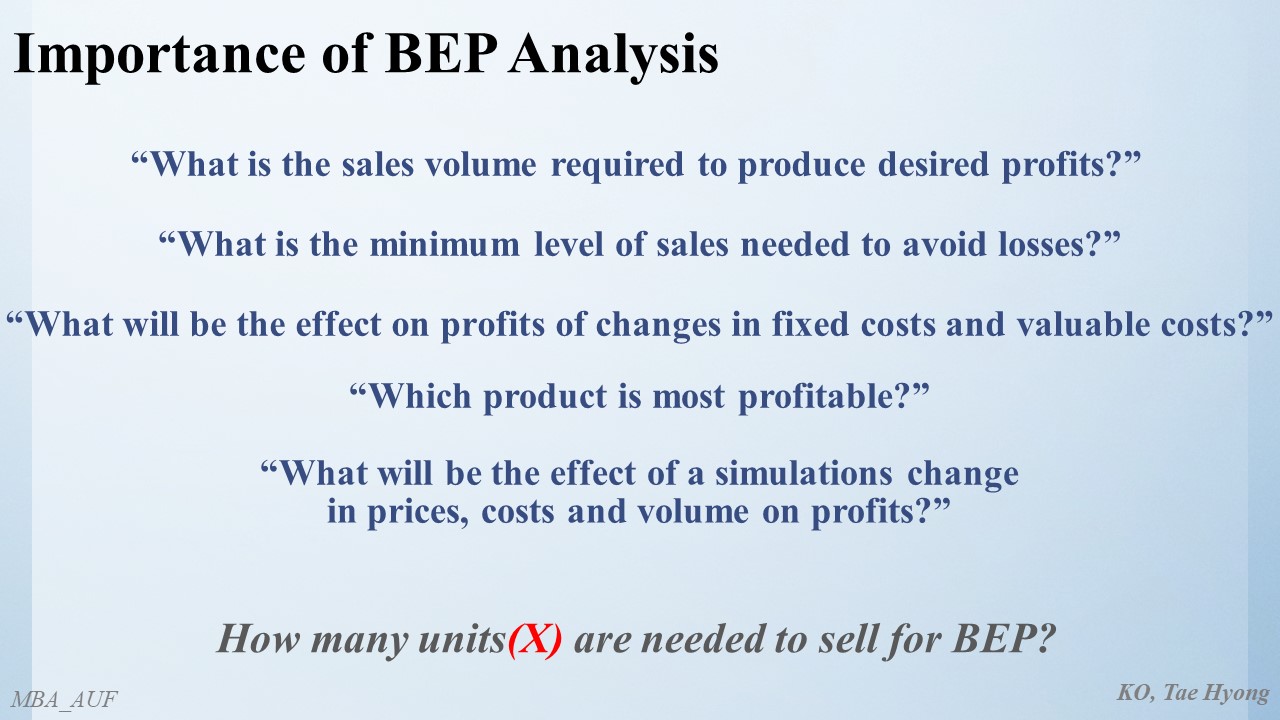 Importance of BEP Analysis
“What is the sales volume required to produce desired profits?”
“What is the minimum level of sales needed to avoid losses?”
“What will be the effect on profits of changes in fixed costs and valuable costs?”
“Which product is most profitable?”
“What will be the effect of a simulations change
in prices, costs and volume on profits?”
How many units(X) are needed to sell for BEP?
MBA_AUF
KO, Tae Hyong